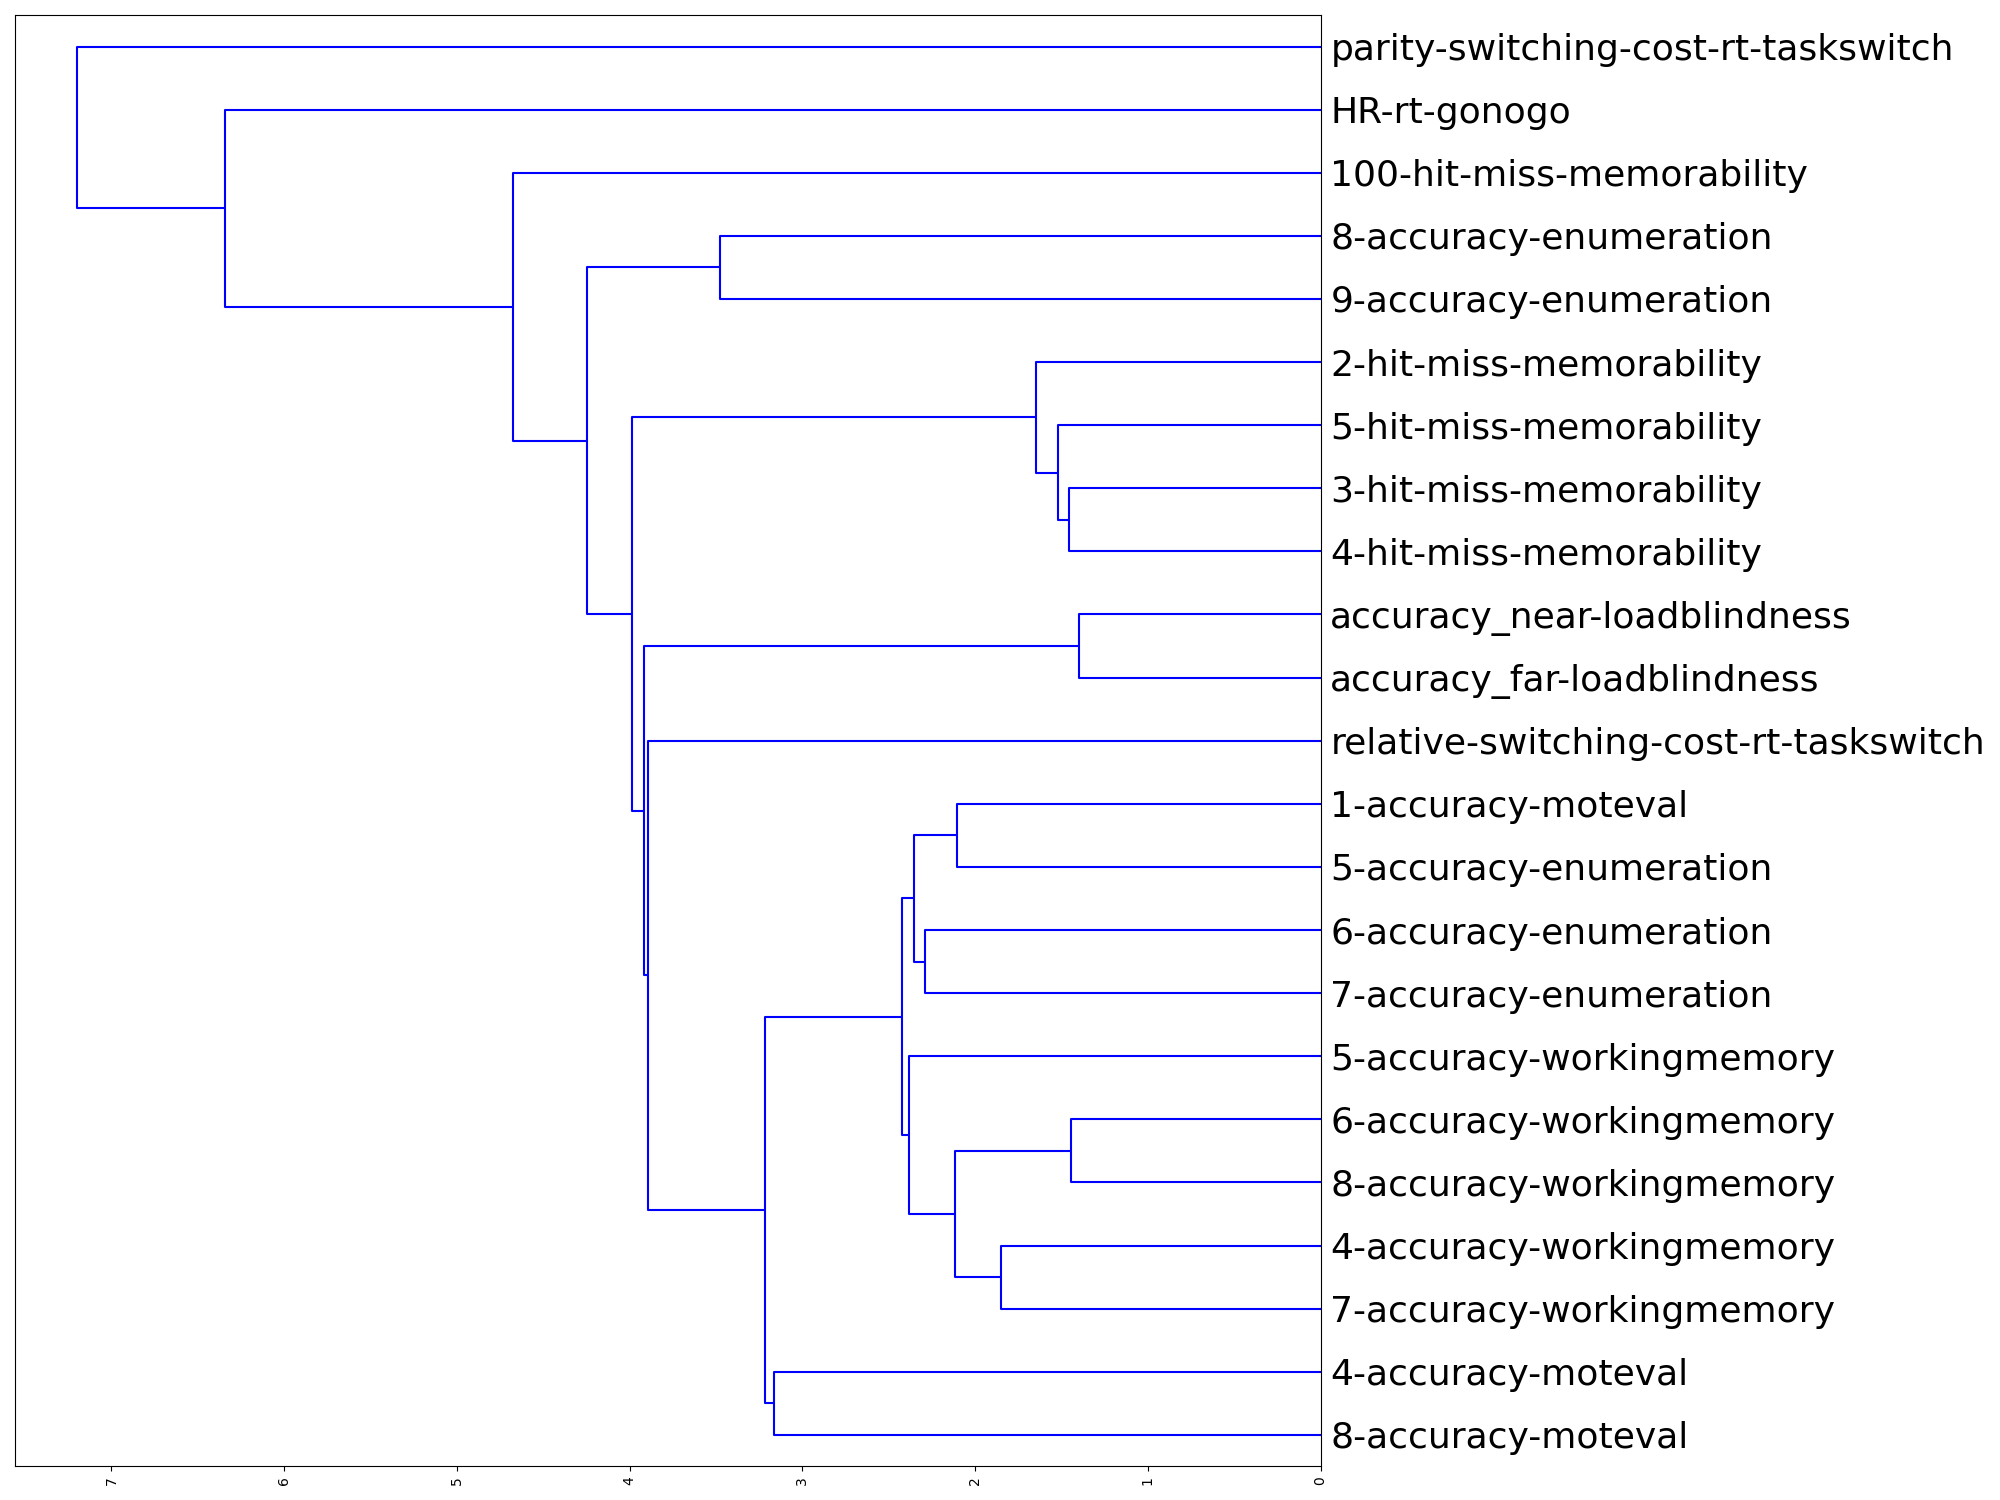 parity-switching-cost-rt-taskswitch
HR-rt-gonogo
100-hit-miss-memorability
8-accuracy-enumeration
9-accuracy-enumeration
2-hit-miss-memorability
5-hit-miss-memorability
3-hit-miss-memorability
4-hit-miss-memorability
accuracy_near-loadblindness
accuracy_far-loadblindness
relative-switching-cost-rt-taskswitch
1-accuracy-moteval
5-accuracy-enumeration
6-accuracy-enumeration
7-accuracy-enumeration
5-accuracy-workingmemory
6-accuracy-workingmemory
8-accuracy-workingmemory
4-accuracy-workingmemory
7-accuracy-workingmemory
4-accuracy-moteval
8-accuracy-moteval
7 6 5 4 3 2 1 0